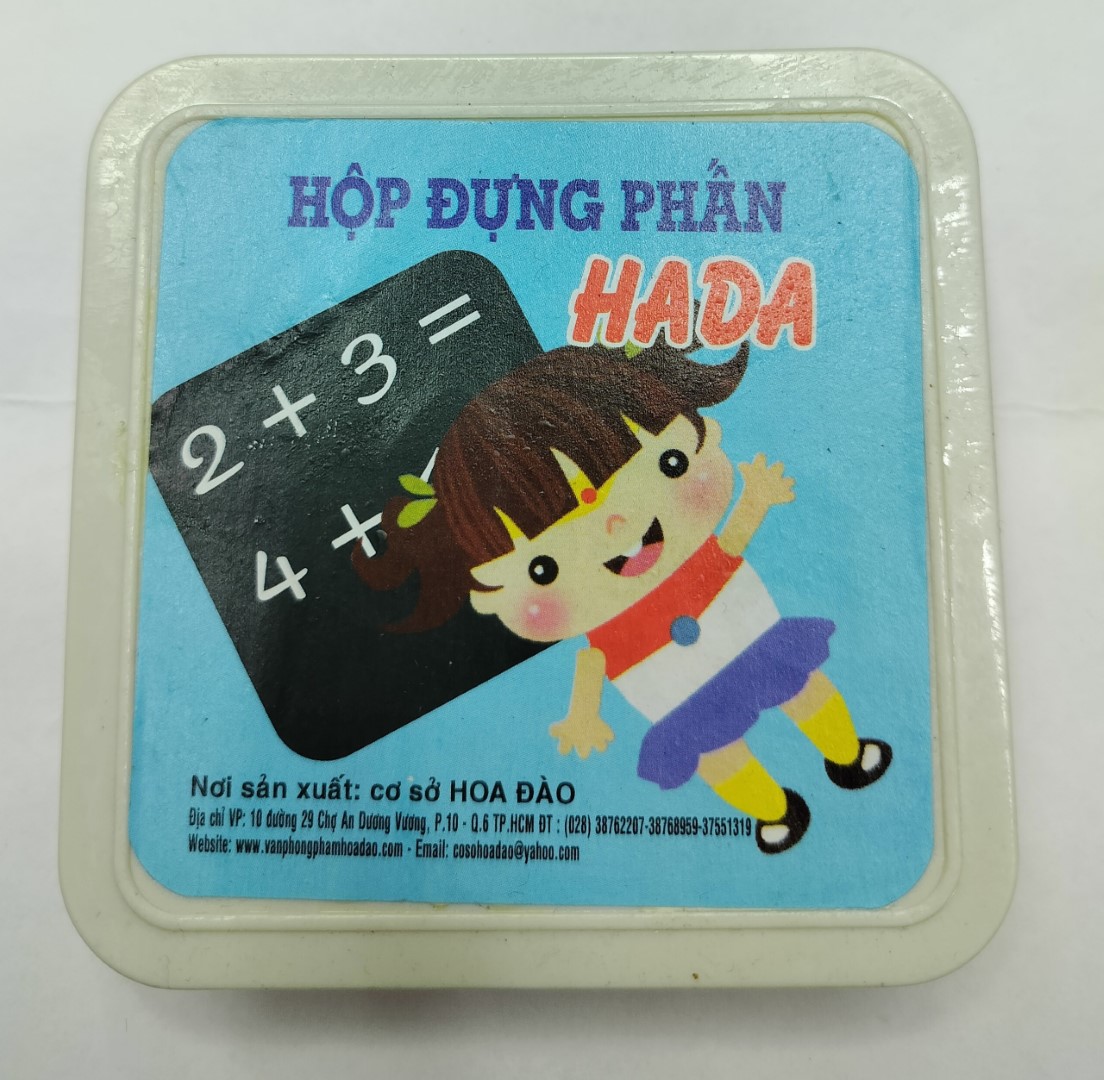 HỘP ĐỰNG PHẤN
HADA
2 + 3 =
4 +
Nơi sản xuất: cơ sở HOA ĐÀO
Địa chỉ VP: 10 đường 29 Chợ An Dương Vương, P.10 - Q.6 TP.HCM ĐT : (028) 38762207-38768959-37551319
Website: www.vanphongphamhoadao.com - Email: cosohoadao@yahoo.com